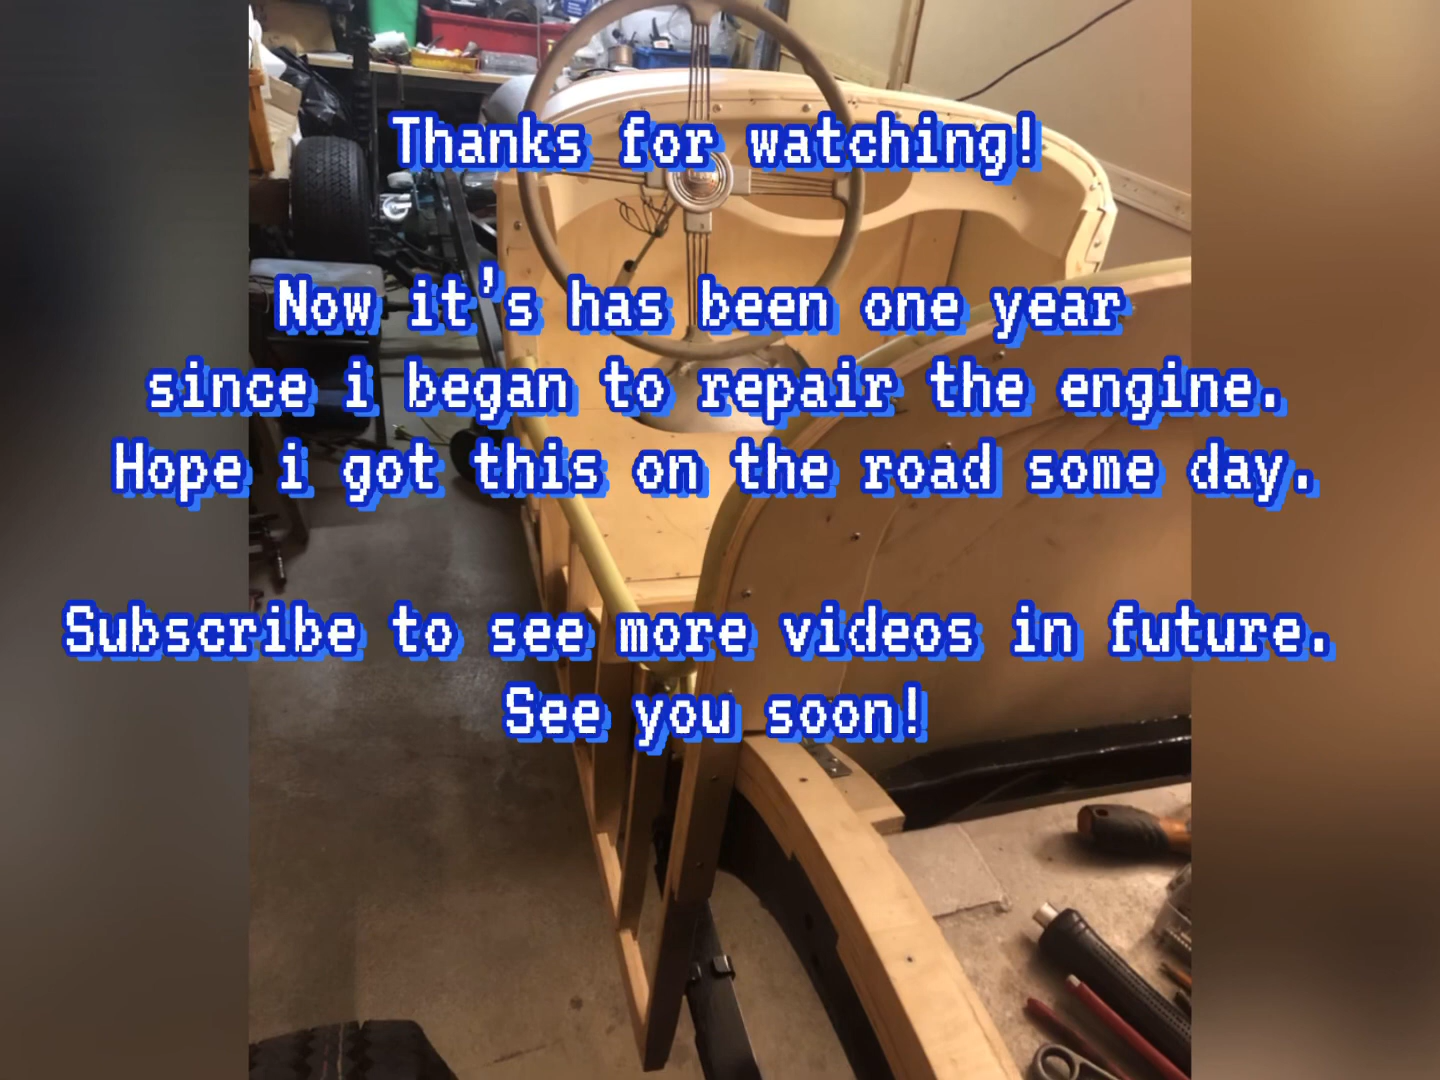 Thanks for watching!
Now it's has been one year
since i began to repair the engine.
Hope i got this on the road some day.
Subscribe to see more videos in future.
See you soon!